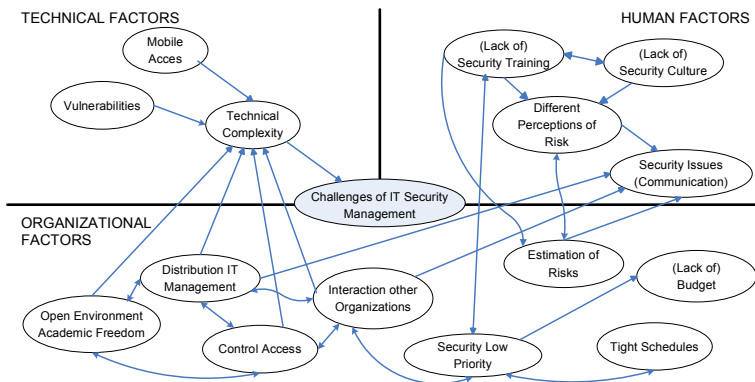 TECHNICAL FACTORS
HUMAN FACTORS
Mobile
Acces
(Lack of)
Security Training
(Lack of)
Security Culture
Vulnerabilities
Technical
Complexity
Different
Perceptions of
Risk
Security Issues
(Communication)
Challenges of IT Security
Management
ORGANIZATIONAL
FACTORS
Distribution IT
Management
Interaction other
Organizations
Estimation of
Risks
(Lack of)
Budget
Open Environment
Academic Freedom
Control Access
Security Low
Priority
Tight Schedules